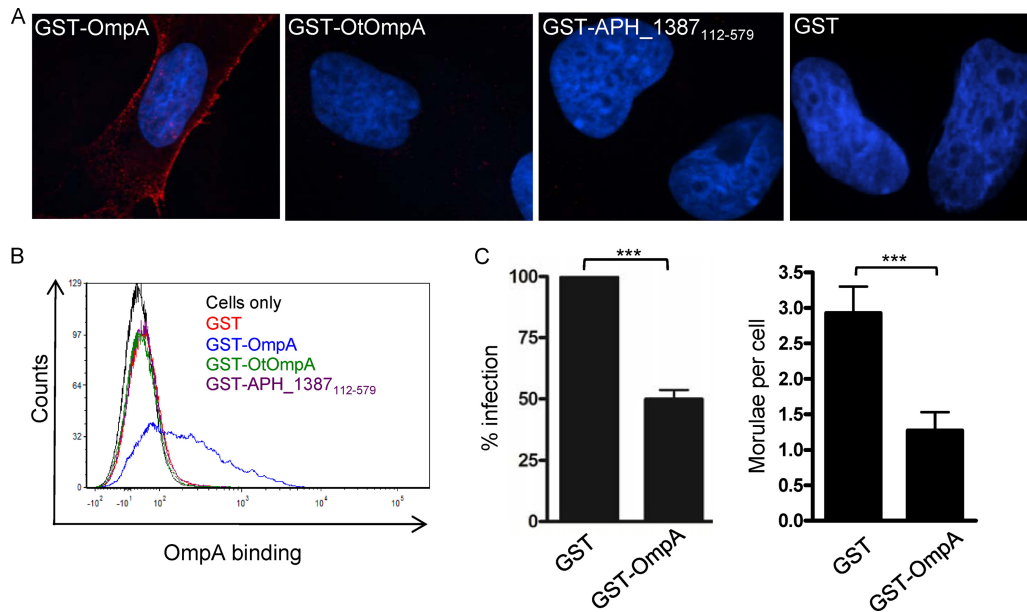 A
GST-OmpA
GST-OtOmpA
GST-APH_1387112-579
GST
B
129
97
64
32
0
Counts
Cells only
GST
GST-OmpA
GST-OtOmpA
GST-APH_1387112-579
-10² -10¹ 10² 10³ 10⁴ 10⁵
OmpA binding
C
***
100
75
50
25
0
% infection
GST
GST-OmpA
***
3.5
3.0
2.5
2.0
1.5
1.0
0.5
0.0
Morulae per cell
GST
GST-OmpA